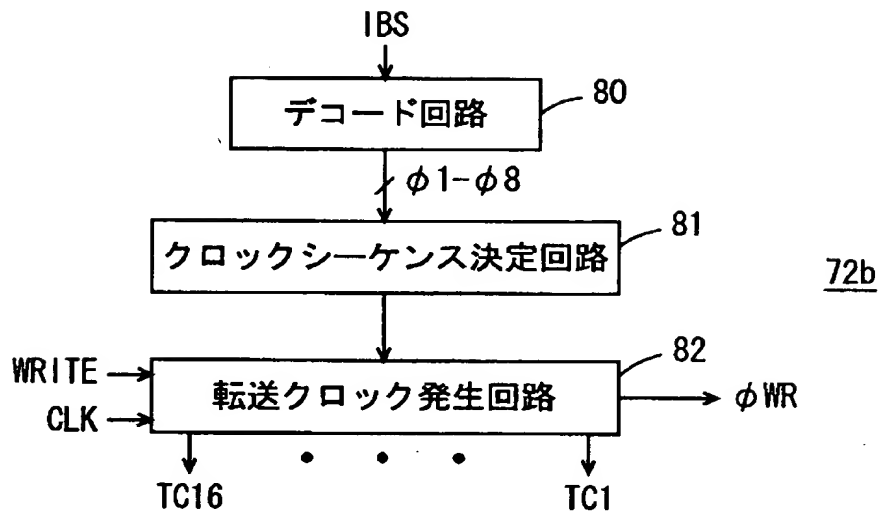 IBS
デコード回路
80
φ1-φ8
クロックシーケンス決定回路
81
72b
WRITE
CLK
転送クロック発生回路
82
φWR
TC16
• • •
TC1